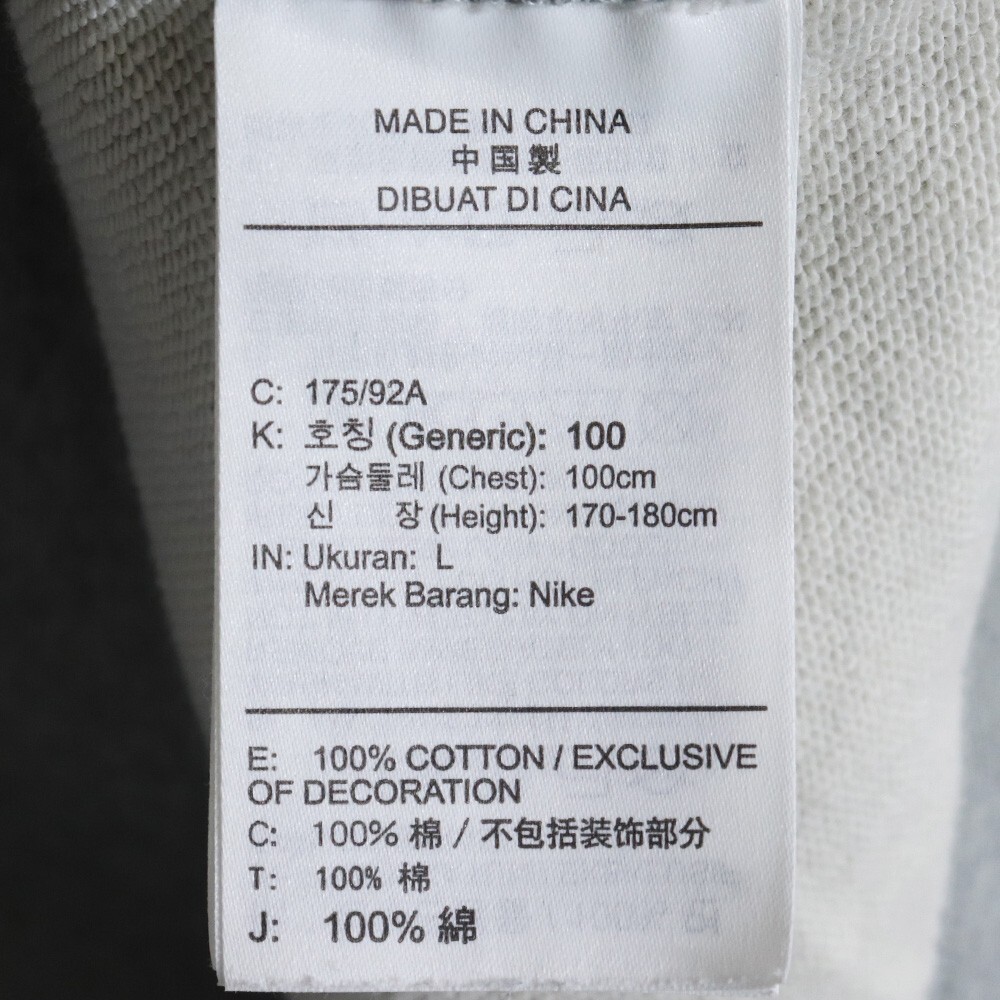 MADE IN CHINA
中国製
DIBUAT DI CINA
C: 175/92A
K: 호칭 (Generic): 100
가슴둘레 (Chest): 100cm
신 장 (Height): 170-180cm
IN: Ukuran: L
Merek Barang: Nike
E: 100% COTTON / EXCLUSIVE
OF DECORATION
C: 100% 棉 / 不包括装饰部分
T: 100% 棉
J: 100% 綿